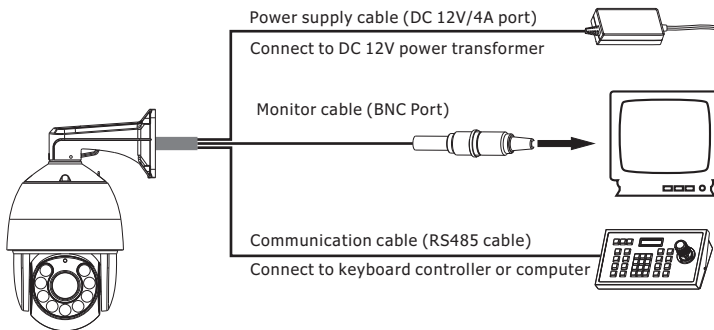 Power supply cable (DC 12V/4A port)
Connect to DC 12V power transformer
Monitor cable (BNC Port)
Communication cable (RS485 cable)
Connect to keyboard controller or computer